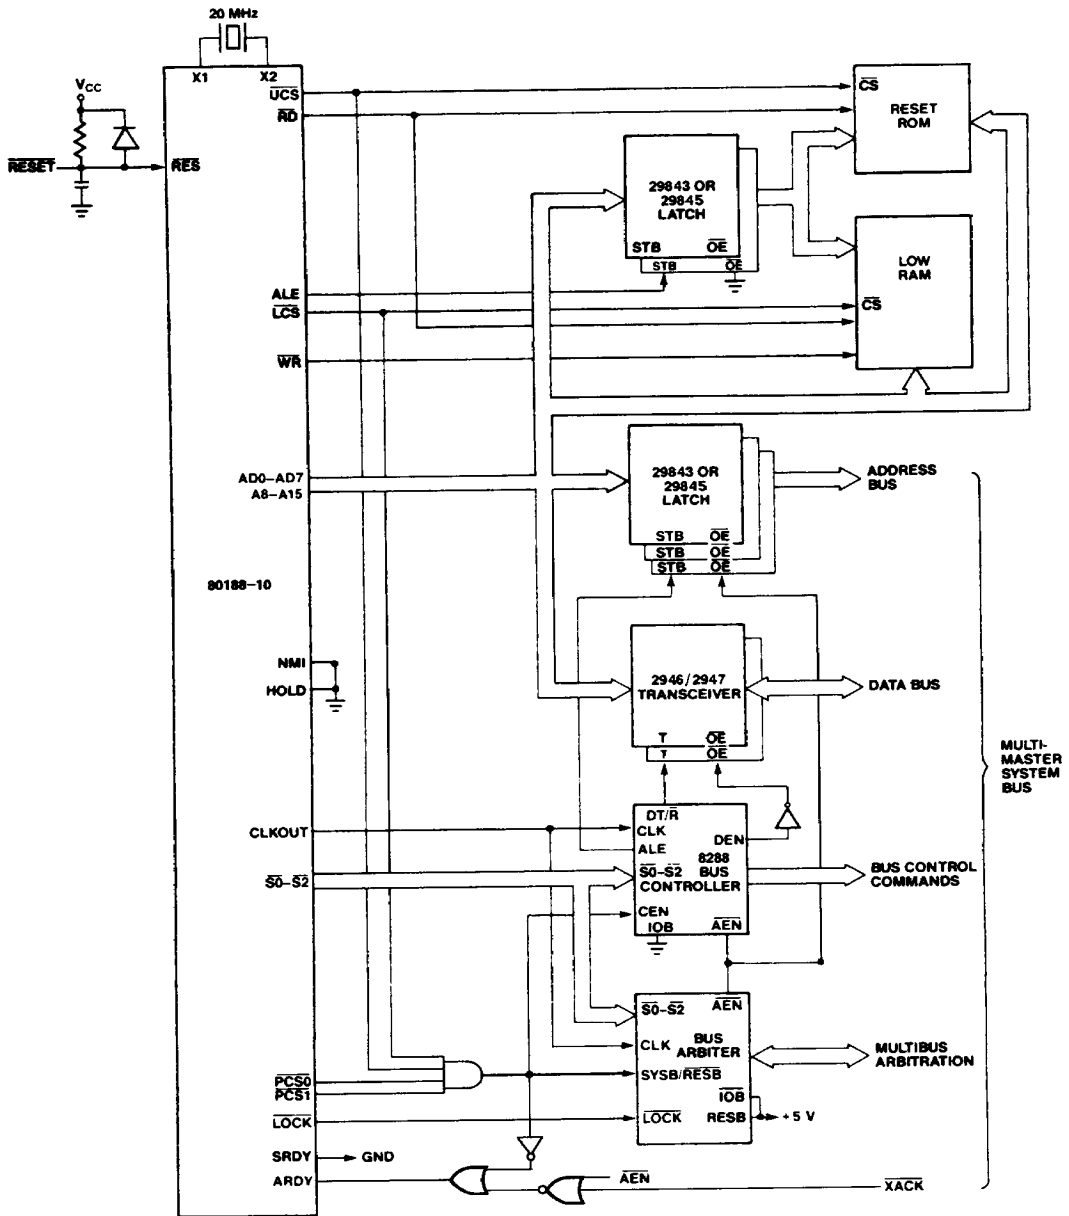 20 MHz
X1 X2
VCC
UCS
RD
RESET
RES
CS
RESET
ROM
29843 OR
29845
LATCH
STB OE
STB OE
LOW
RAM
CS
ALE
LCS
WR
AD0–AD7
A8–A15
29843 OR
29845
LATCH
STB OE
STB OE
STB OE
ADDRESS
BUS
80188–10
NMI
HOLD
2946/2947
TRANSCEIVER
T OE
T OE
DATA BUS
MULTI-
MASTER
SYSTEM
BUS
CLKOUT
S0–S2
DT/R
CLK
ALE
DEN
8288
BUS
CONTROLLER
S0–S2
CEN
IOB
AEN
BUS CONTROL
COMMANDS
AEN
S0–S2
BUS
ARBITER
CLK
SYSB/RESB
IOB
RESB
LOCK
+5 V
MULTIBUS
ARBITRATION
PCS0
PCS1
LOCK
SRDY
GND
ARDY
AEN
XACK